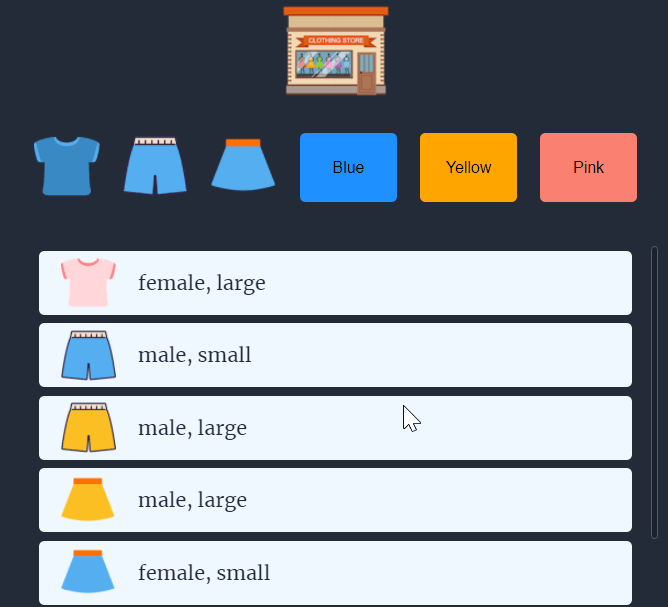 CLOTHING STORE
Blue
Yellow
Pink
female, large
male, small
male, large
male, large
female, small